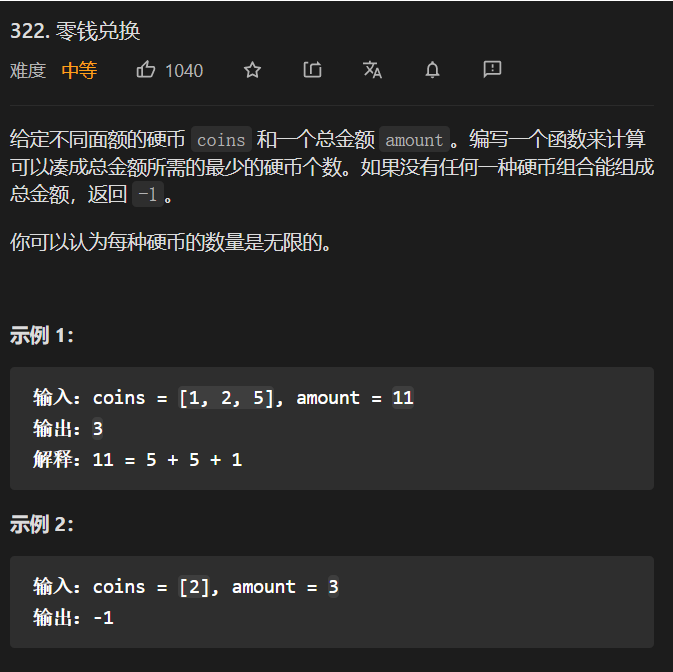 322. 零钱兑换
难度 中等 1040
给定不同面额的硬币 coins 和一个总金额 amount 。编写一个函数来计算
可以凑成总金额所需的最少的硬币个数。如果没有任何一种硬币组合能组成
总金额，返回 -1 。
你可以认为每种硬币的数量是无限的。
示例 1：
输入：coins = [1, 2, 5], amount = 11
输出：3
解释：11 = 5 + 5 + 1
示例 2：
输入：coins = [2], amount = 3
输出：-1